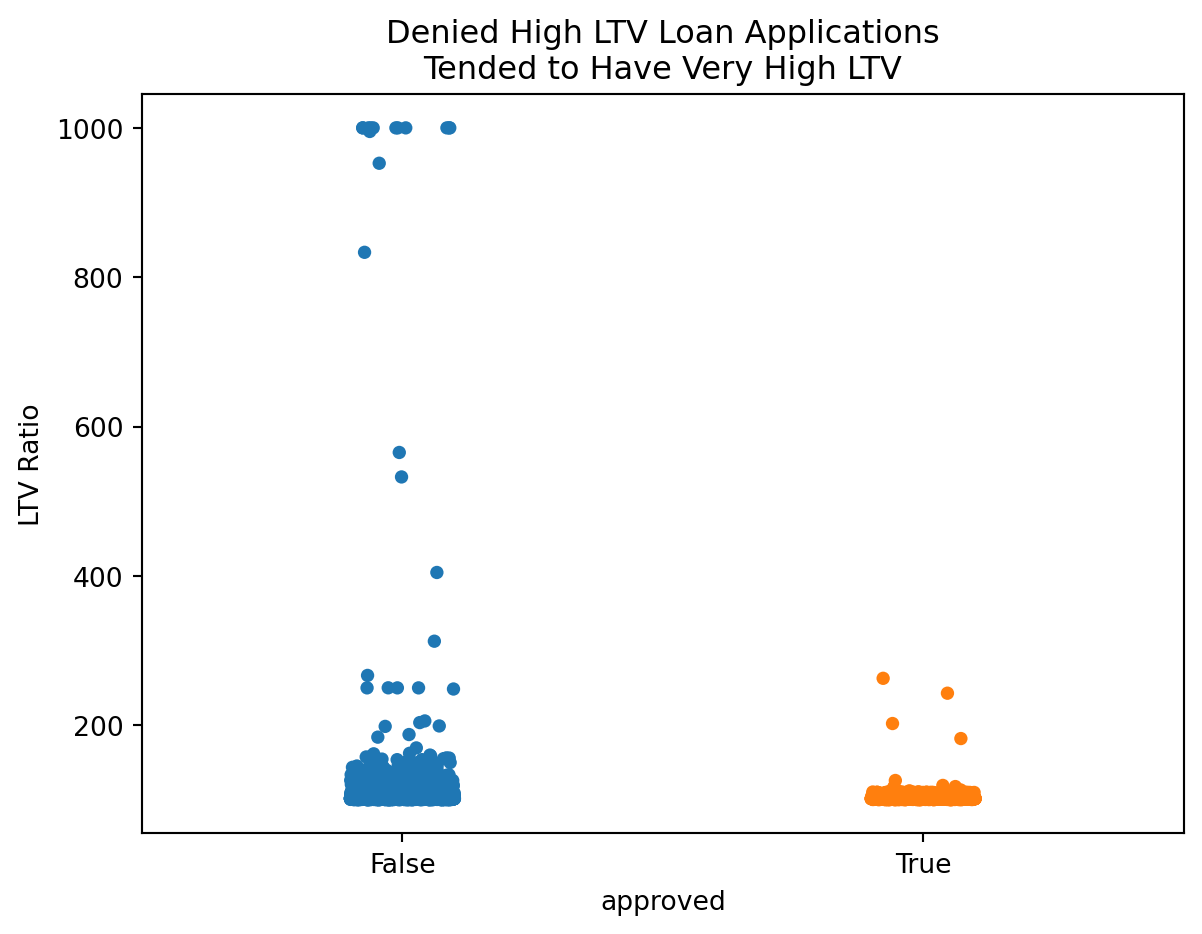 Denied High LTV Loan Applications
Tended to Have Very High LTV
1000
800
600
400
200
LTV Ratio
False
True
approved